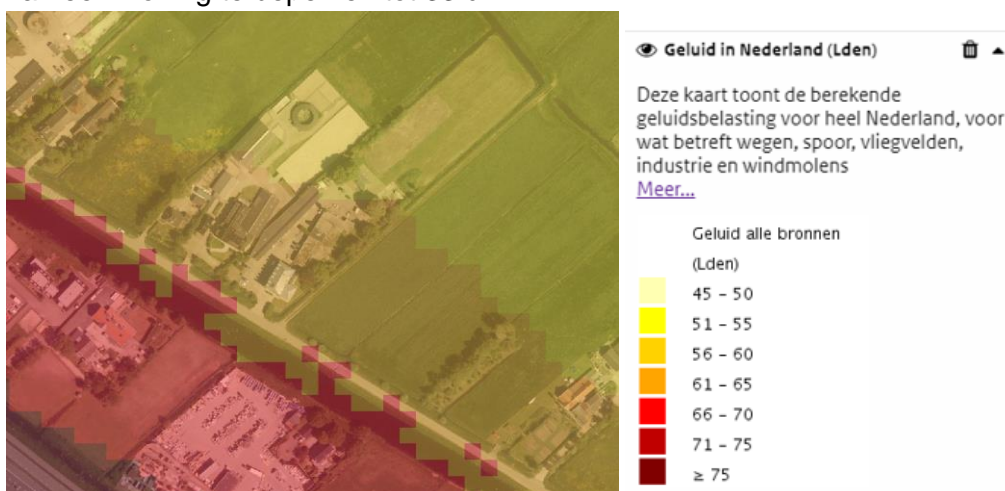 Geluid in Nederland (Lden)
Deze kaart toont de berekende
geluidsbelasting voor heel Nederland, voor
wat betreft wegen, spoor, vliegvelden,
industrie en windmolens
Meer...
Geluid alle bronnen
(Lden)
45 - 50
51 - 55
56 - 60
61 - 65
66 - 70
71 - 75
≥ 75